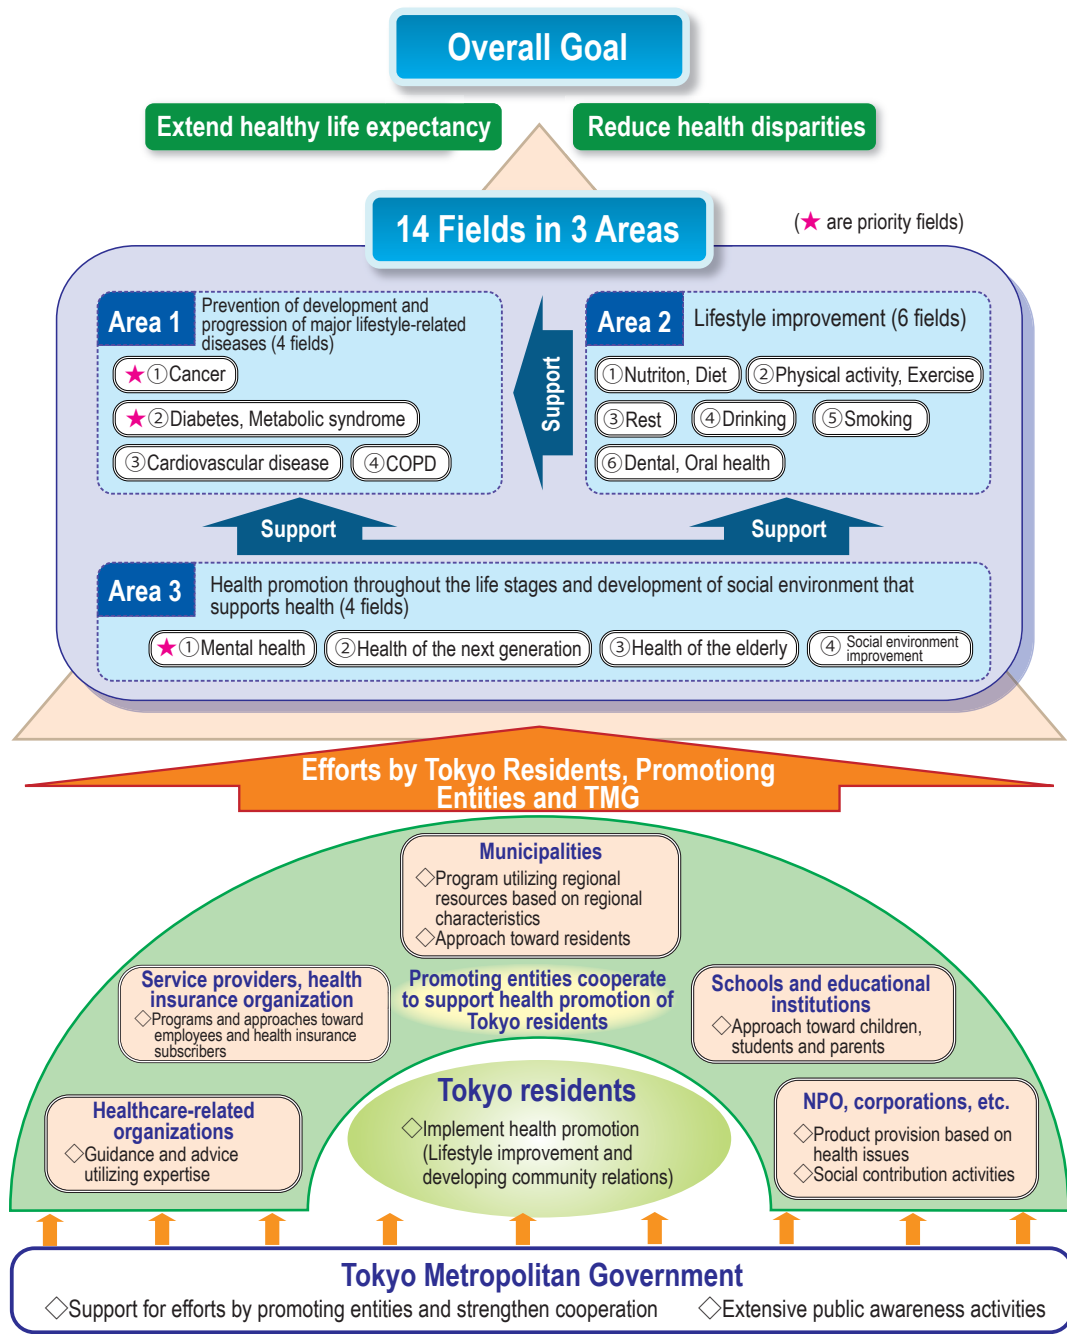 Overall Goal
Extend healthy life expectancy
Reduce health disparities
14 Fields in 3 Areas
(★ are priority fields)
Area 1
Prevention of development and
progression of major lifestyle-related
diseases (4 fields)
★①Cancer
★②Diabetes, Metabolic syndrome
③Cardiovascular disease
④COPD
Support
Area 2
Lifestyle improvement (6 fields)
①Nutriton, Diet
②Physical activity, Exercise
③Rest
④Drinking
⑤Smoking
⑥Dental, Oral health
Support
Support
Area 3
Health promotion throughout the life stages and development of social environment that
supports health (4 fields)
★①Mental health
②Health of the next generation
③Health of the elderly
④Social environment
improvement
Efforts by Tokyo Residents, Promotiong
Entities and TMG
Municipalities
◇Program utilizing regional
resources based on regional
characteristics
◇Approach toward residents
Service providers, health
insurance organization
◇Programs and approaches toward
employees and health insurance
subscribers
Promoting entities cooperate
to support health promotion of
Tokyo residents
Schools and educational
institutions
◇Approach toward children,
students and parents
Healthcare-related
organizations
◇Guidance and advice
utilizing expertise
Tokyo residents
◇Implement health promotion
(Lifestyle improvement and
developing community relations)
NPO, corporations, etc.
◇Product provision based on
health issues
◇Social contribution activities
Tokyo Metropolitan Government
◇Support for efforts by promoting entities and strengthen cooperation
◇Extensive public awareness activities